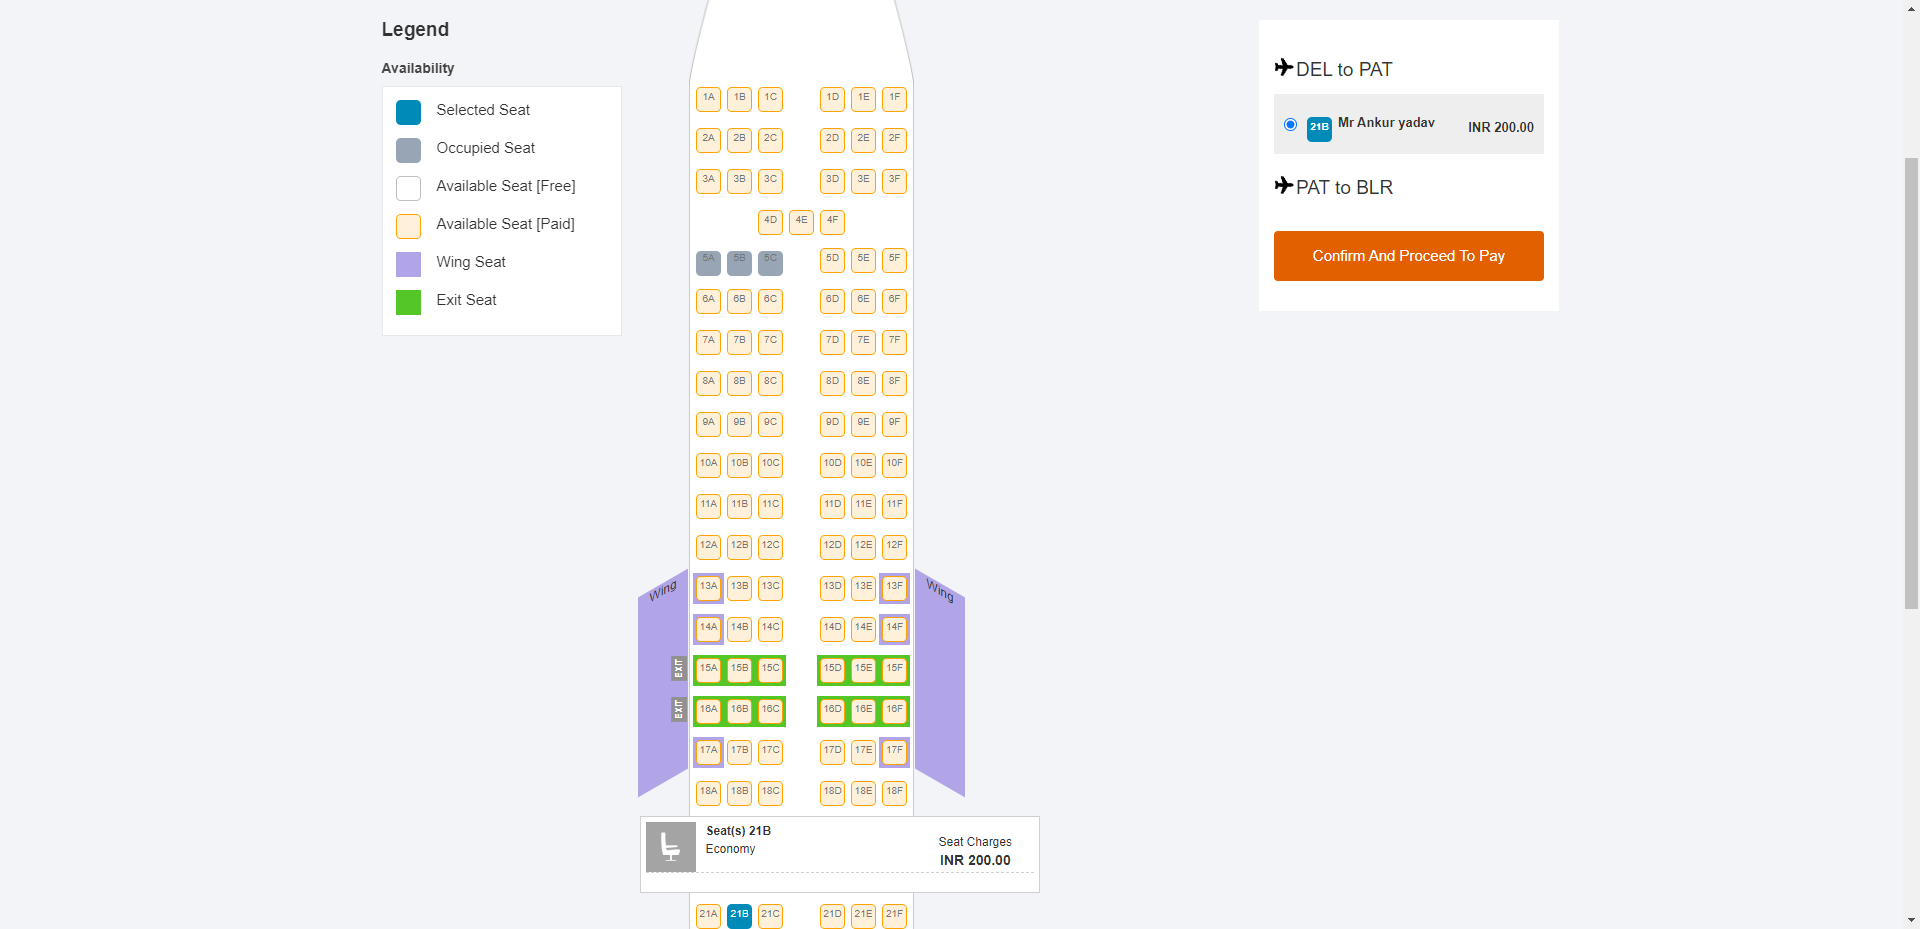 Legend
Availability
Selected Seat
Occupied Seat
Available Seat [Free]
Available Seat [Paid]
Wing Seat
Exit Seat
1A 1B 1C 1D 1E 1F
2A 2B 2C 2D 2E 2F
3A 3B 3C 3D 3E 3F
4D 4E 4F
5A 5B 5C 5D 5E 5F
6A 6B 6C 6D 6E 6F
7A 7B 7C 7D 7E 7F
8A 8B 8C 8D 8E 8F
9A 9B 9C 9D 9E 9F
10A 10B 10C 10D 10E 10F
11A 11B 11C 11D 11E 11F
12A 12B 12C 12D 12E 12F
Wing 13A 13B 13C 13D 13E 13F Wing
14A 14B 14C 14D 14E 14F
EXIT 15A 15B 15C 15D 15E 15F
EXIT 16A 16B 16C 16D 16E 16F
17A 17B 17C 17D 17E 17F
18A 18B 18C 18D 18E 18F
Seat(s) 21B
Economy
Seat Charges
INR 200.00
21A 21B 21C 21D 21E 21F
DEL to PAT
21B Mr Ankur yadav INR 200.00
PAT to BLR
Confirm And Proceed To Pay